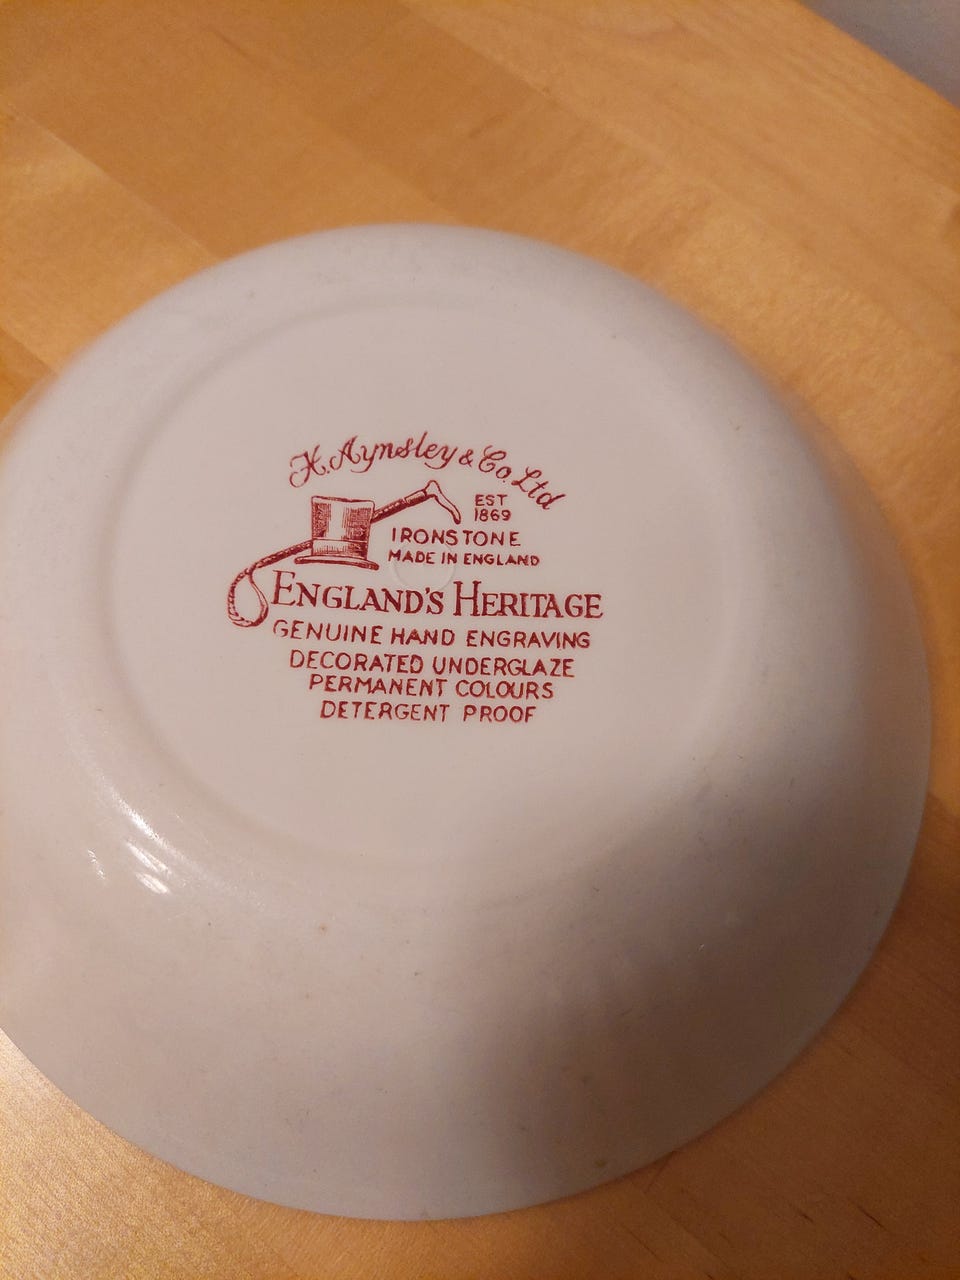 H. Aynsley & Co. Ltd
EST
1869
IRONSTONE
MADE IN ENGLAND
ENGLAND'S HERITAGE
GENUINE HAND ENGRAVING
DECORATED UNDERGLAZE
PERMANENT COLOURS
DETERGENT PROOF